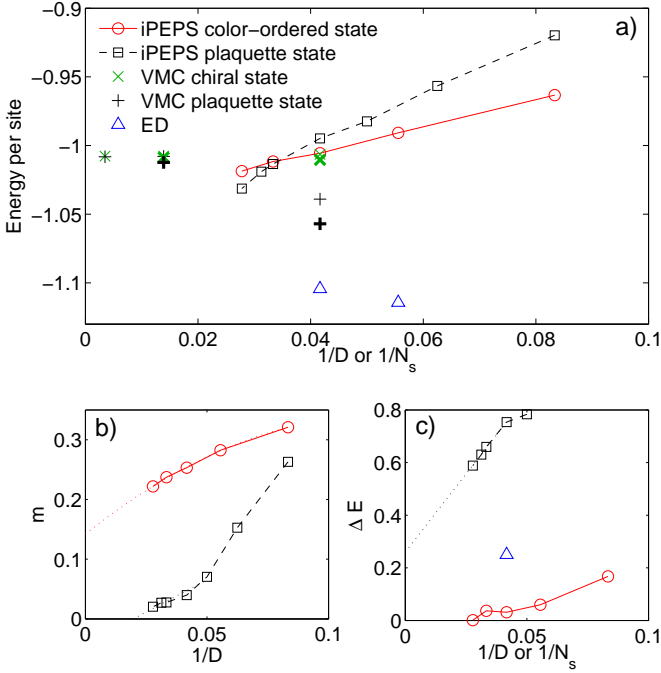 a)
iPEPS color-ordered state
iPEPS plaquette state
VMC chiral state
VMC plaquette state
ED
Energy per site
-0.9
-0.95
-1
-1.05
-1.1
0 0.02 0.04 0.06 0.08 0.1
1/D or 1/Ns
b)
m
0.3
0.2
0.1
0
0 0.05 0.1
1/D
c)
Δ E
0.8
0.6
0.4
0.2
0
0 0.05 0.1
1/D or 1/Ns